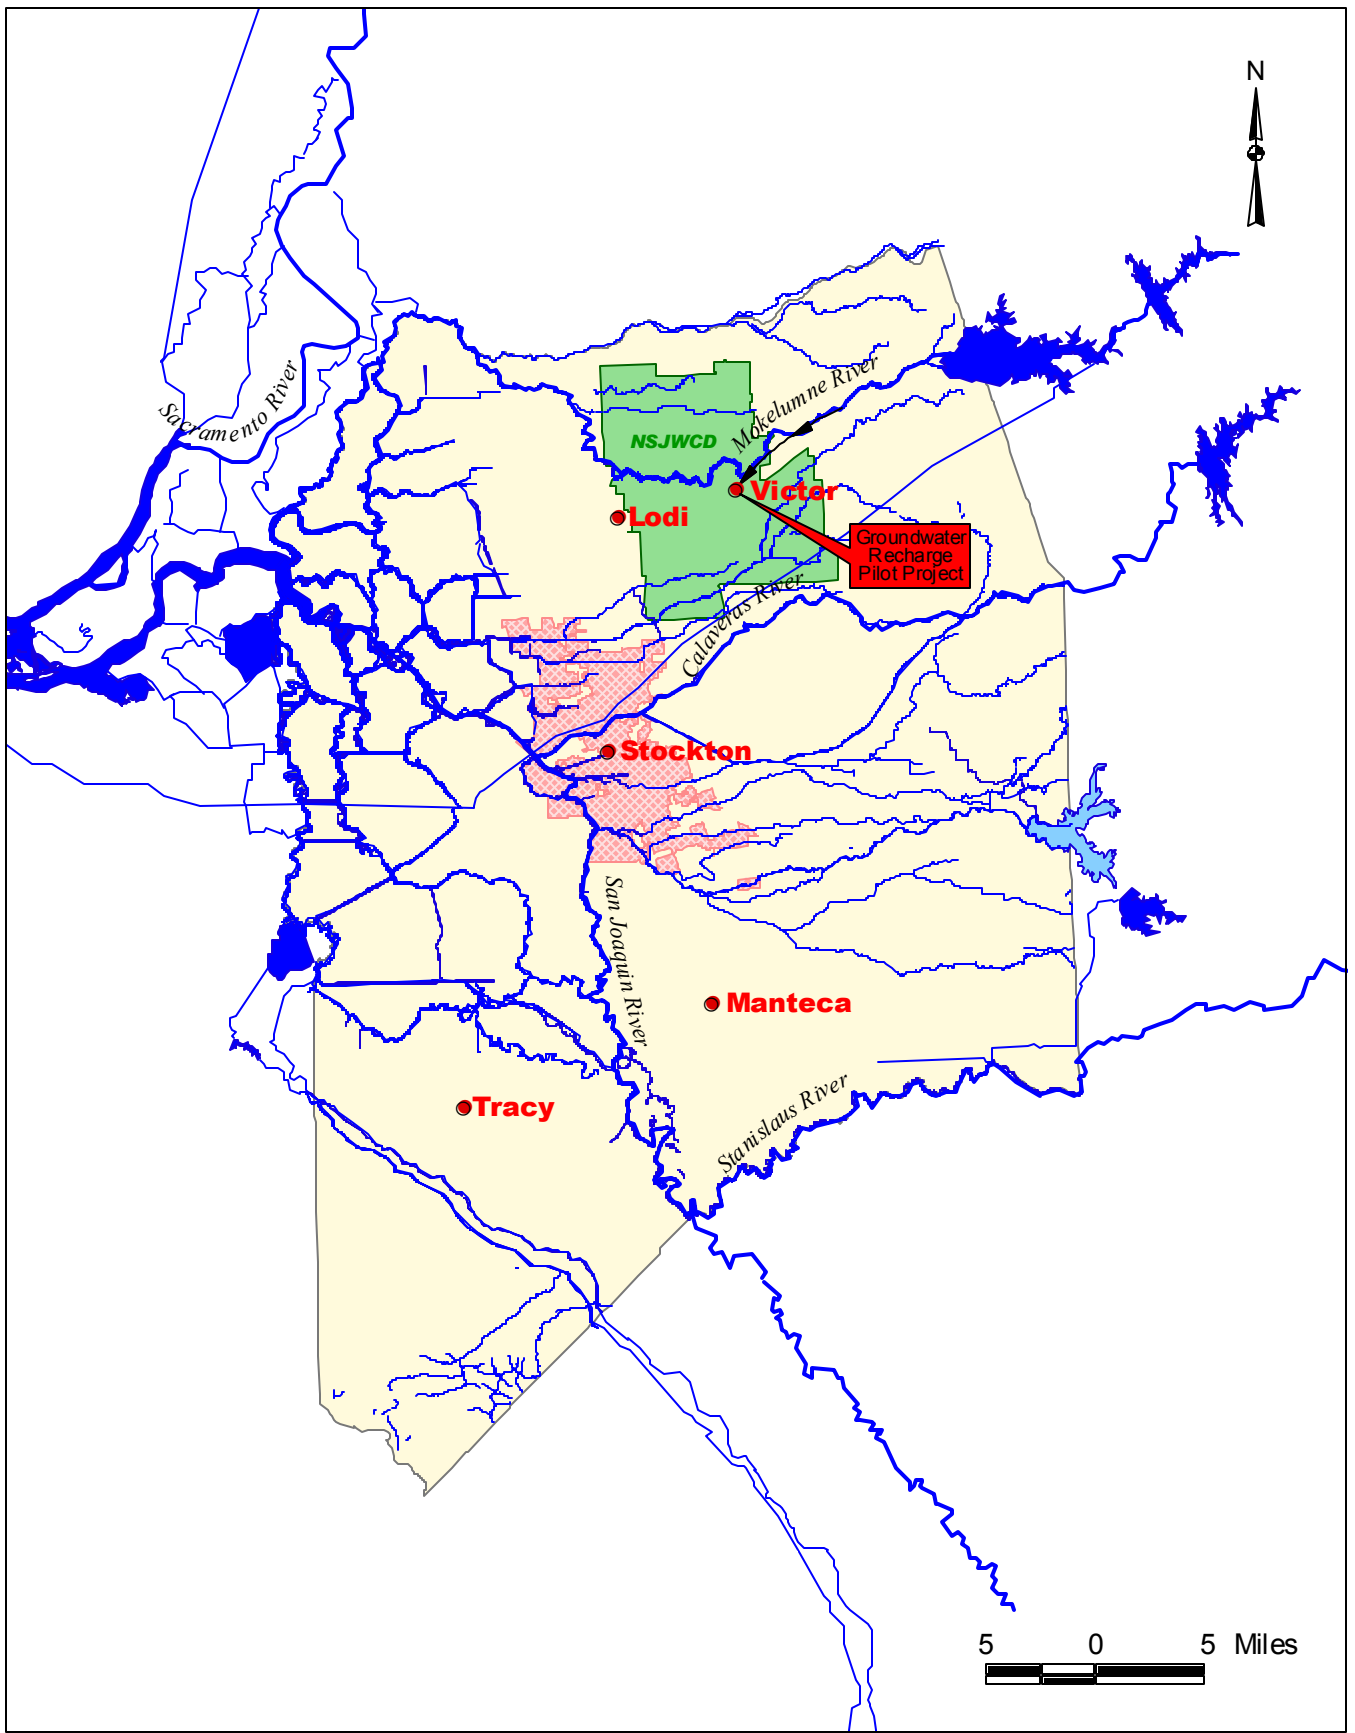 N
Sacramento River
Mokelumne River
NSJWCD
Victor
Lodi
Groundwater
Recharge
Pilot Project
Calaveras River
Stockton
San Joaquin River
Manteca
Stanislaus River
Tracy
5 0 5 Miles